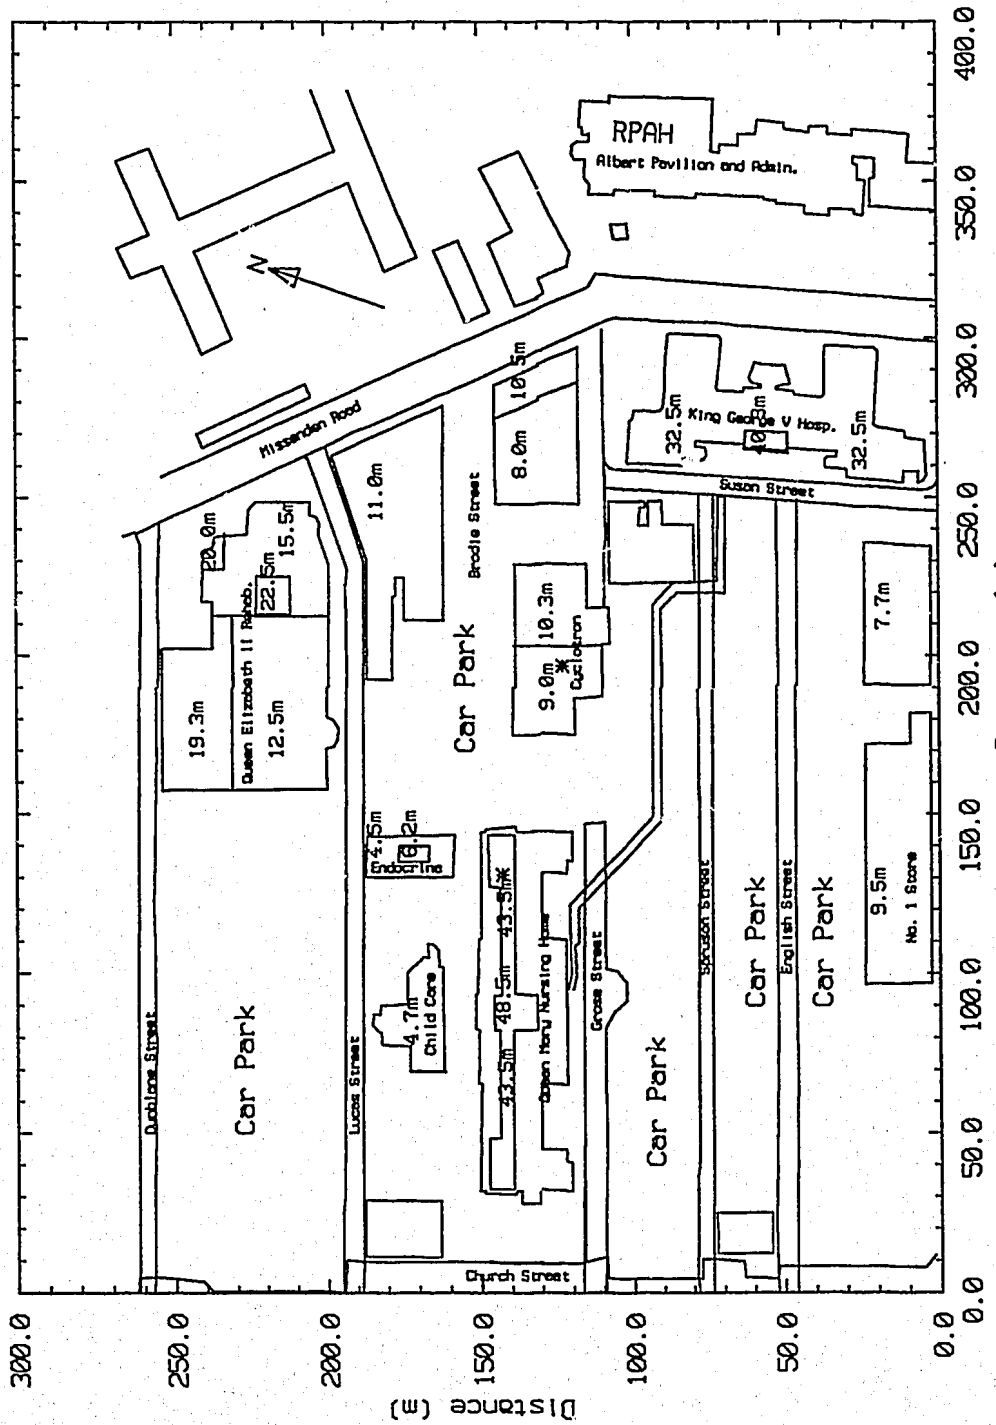 300.0
250.0
200.0
150.0
100.0
50.0
0.0
Distance (m)
0.0
50.0
100.0
150.0
200.0
250.0
300.0
350.0
400.0
Dunblane Street
Car Park
19.3m
Queen Elizabeth II Rehab.
12.5m
22.5m
20.0m
15.5m
Missenden Road
N
Lucas Street
4.7m
Child Care
4.5m
6.2m
Endocrine
11.0m
Brodie Street
Car Park
43.5m
48.5m
43.5m*
Queen Mary Nursing Home
9.0m
*
10.3m
Cyclotron
8.0m
10.5m
Church Street
Grose Street
Car Park
RPAH
Albert Pavilion and Admin.
32.5m
King George V Hosp.
32.5m
Susan Street
Spruson Street
Car Park
English Street
Car Park
9.5m
No. 1 Store
7.7m